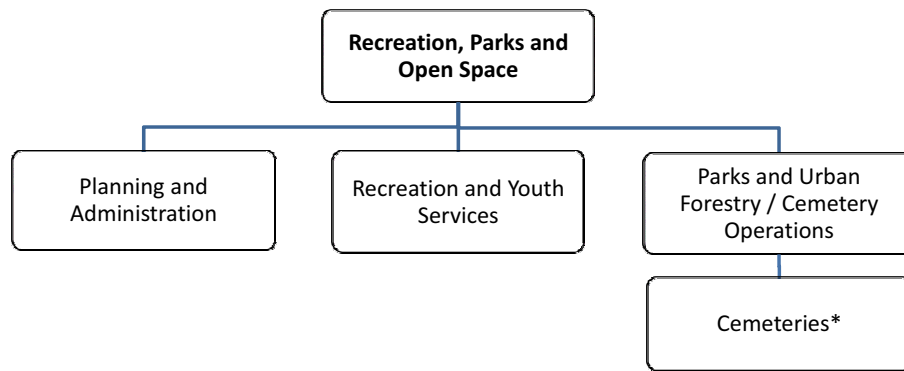 Recreation, Parks and
Open Space
Planning and
Administration
Recreation and Youth
Services
Parks and Urban
Forestry / Cemetery
Operations
Cemeteries*